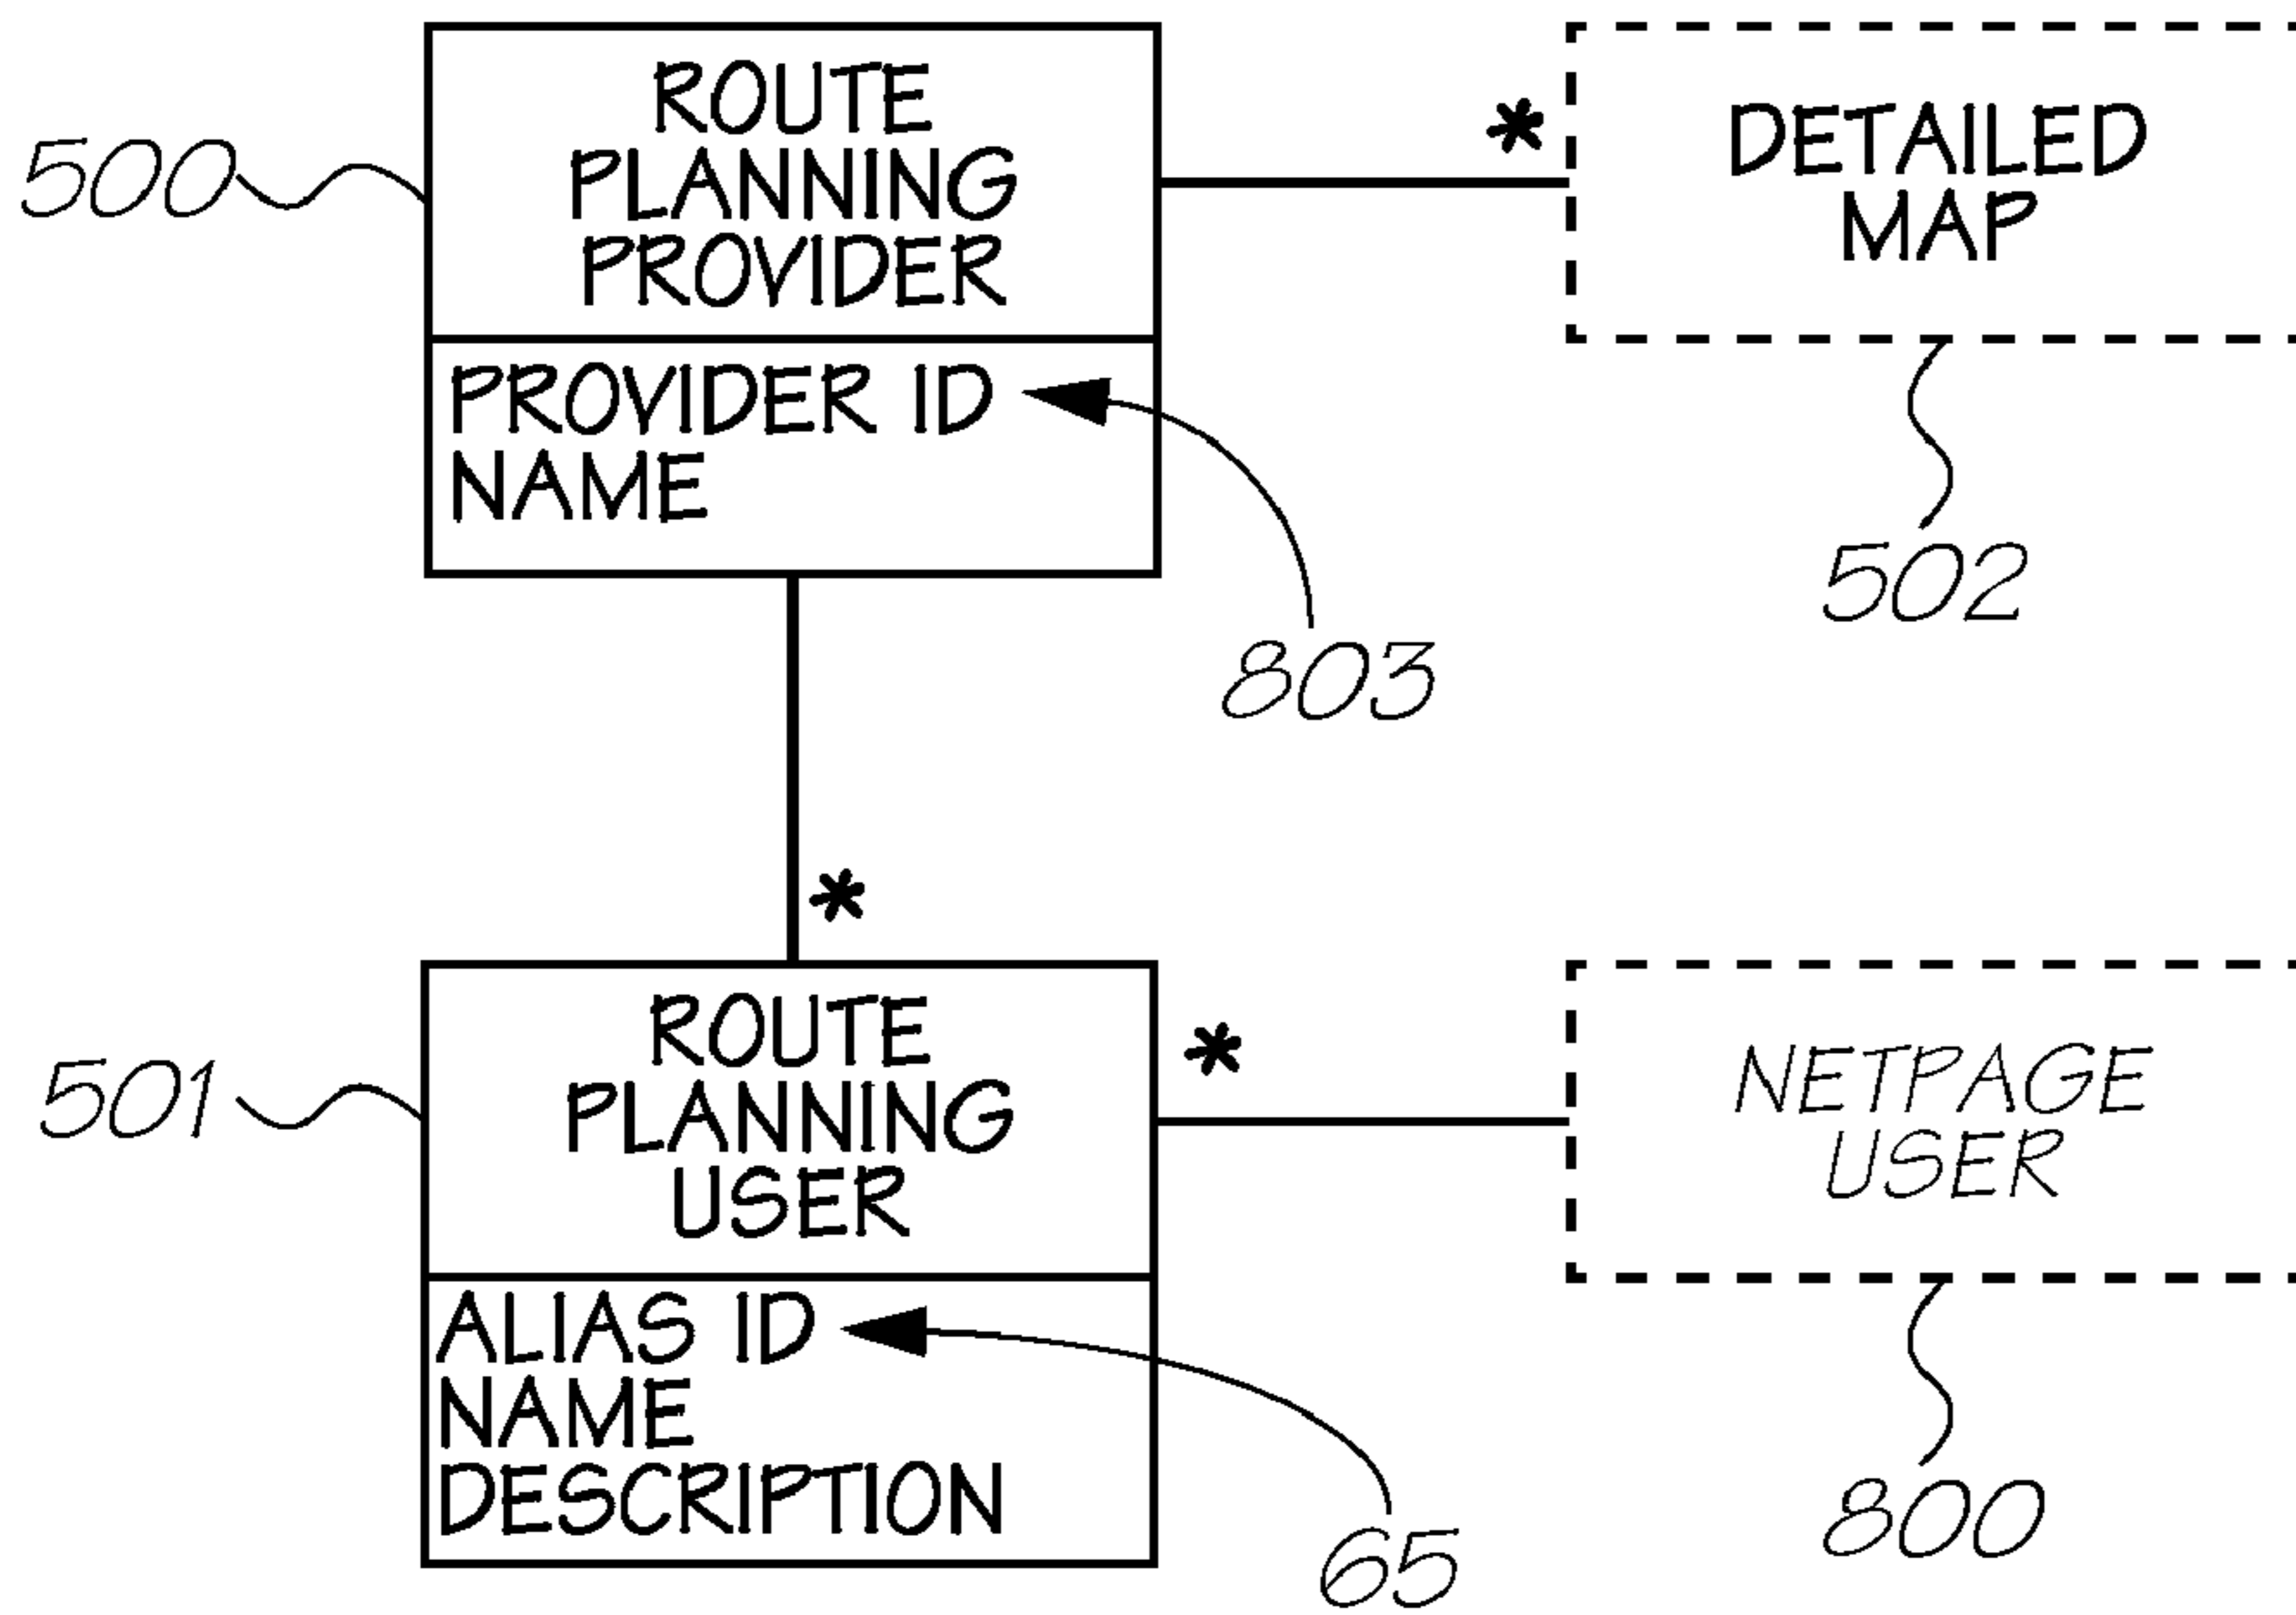 ROUTE
PLANNING
PROVIDER
500
PROVIDER ID
NAME
803
*
DETAILED
MAP
502
*
ROUTE
PLANNING
USER
501
ALIAS ID
NAME
DESCRIPTION
65
*
NETPAGE
USER
800